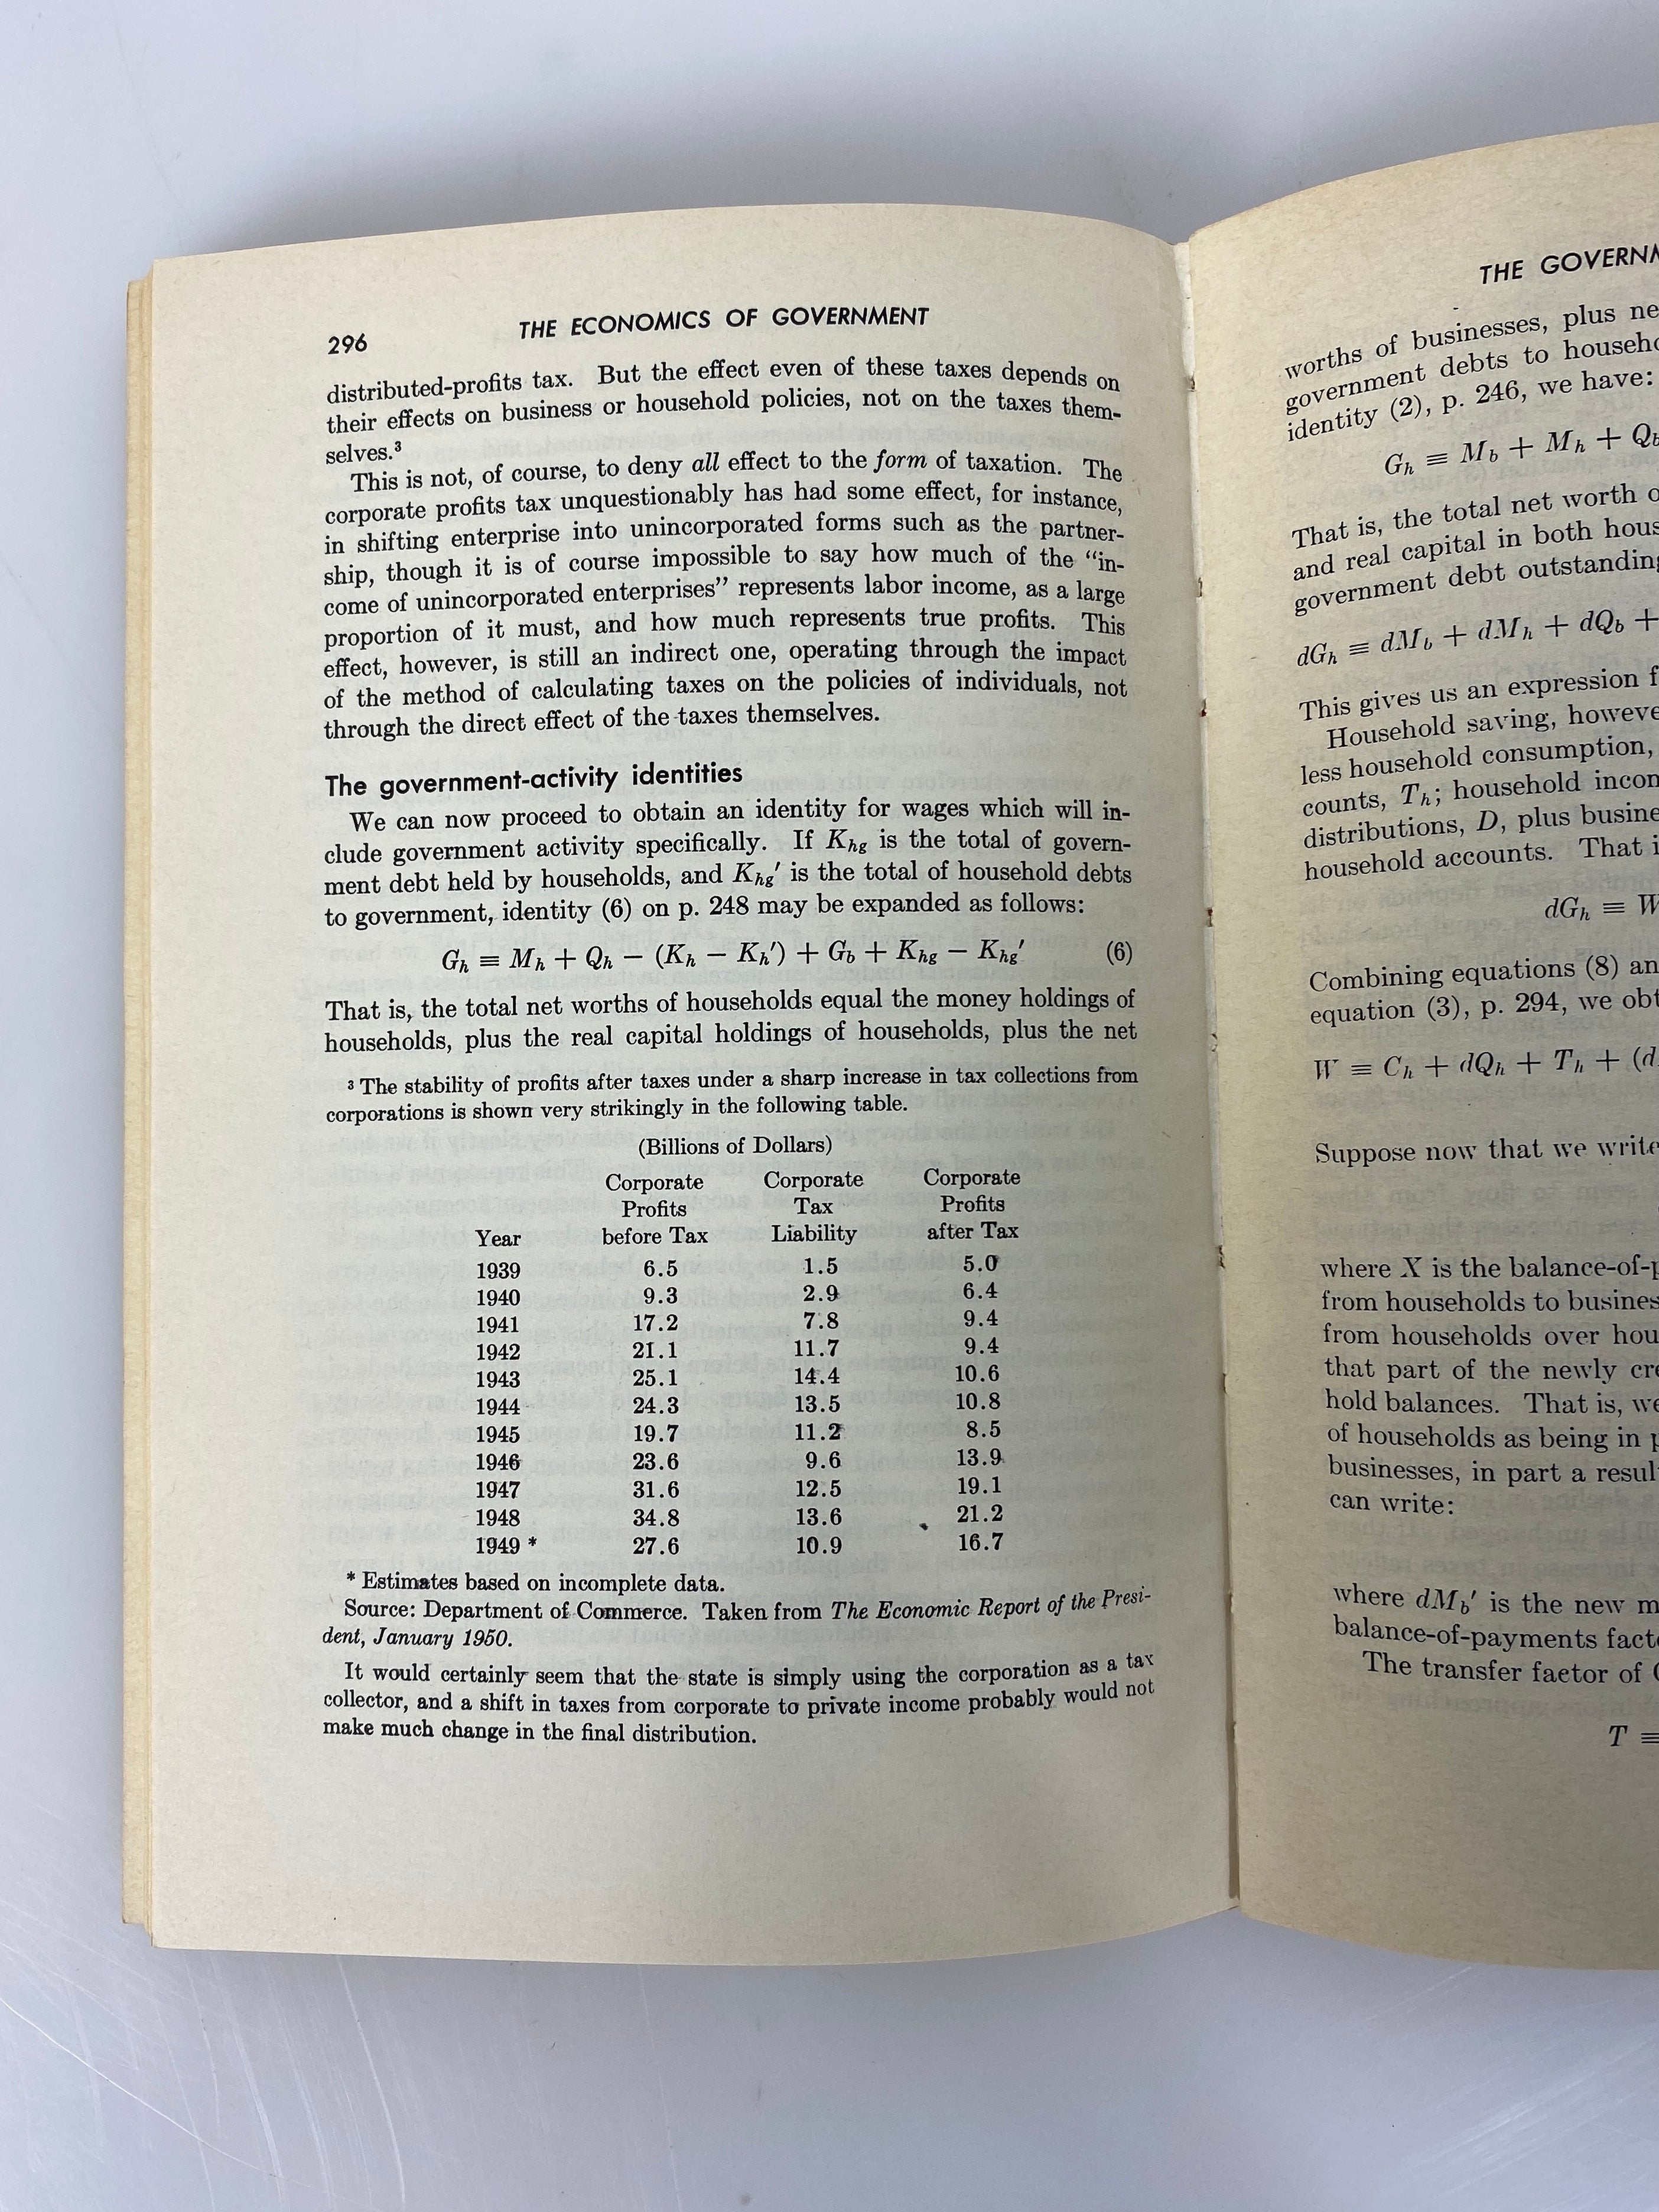 296
THE ECONOMICS OF GOVERNMENT
distributed-profits tax. But the effect even of these taxes depends on
their effects on business or household policies, not on the taxes them-
selves.³
This is not, of course, to deny all effect to the form of taxation. The
corporate profits tax unquestionably has had some effect, for instance,
in shifting enterprise into unincorporated forms such as the partner-
ship, though it is of course impossible to say how much of the “in-
come of unincorporated enterprises” represents labor income, as a large
proportion of it must, and how much represents true profits. This
effect, however, is still an indirect one, operating through the impact
of the method of calculating taxes on the policies of individuals, not
through the direct effect of the taxes themselves.
The government-activity identities
We can now proceed to obtain an identity for wages which will in-
clude government activity specifically. If Khg is the total of govern-
ment debt held by households, and Khg′ is the total of household debts
to government, identity (6) on p. 248 may be expanded as follows:
Gh ≡ Mh + Qh − (Kh − Kh′) + Gb + Khg − Khg′ (6)
That is, the total net worths of households equal the money holdings of
households, plus the real capital holdings of households, plus the net
³ The stability of profits after taxes under a sharp increase in tax collections from
corporations is shown very strikingly in the following table.
(Billions of Dollars)
Corporate Corporate Corporate
Profits Tax Profits
Year before Tax Liability after Tax
1939 6.5 1.5 5.0
1940 9.3 2.9 6.4
1941 17.2 7.8 9.4
1942 21.1 11.7 9.4
1943 25.1 14.4 10.6
1944 24.3 13.5 10.8
1945 19.7 11.2 8.5
1946 23.6 9.6 13.9
1947 31.6 12.5 19.1
1948 34.8 13.6 21.2
1949 * 27.6 10.9 16.7
* Estimates based on incomplete data.
Source: Department of Commerce. Taken from The Economic Report of the Presi-
dent, January 1950.
It would certainly seem that the state is simply using the corporation as a tax
collector, and a shift in taxes from corporate to private income probably would not
make much change in the final distribution.
THE
worths of businesses, plus
government debts to
identity (2), p. 246, we have:
Gh ≡ Mb + Mh + Qb
That is, the total net worth
and real capital in both
government debt outstanding
dGh ≡ dMb + dMh + dQb +
This gives us an expression
Household saving,
less household consumption,
counts, Th; household
distributions, D, plus
household accounts. That
dGh ≡ W
Combining equations (8)
equation (3), p. 294, we
W ≡ Ch + dQh + Th +
Suppose now that we
where X is the
from households to
from households over
that part of the newly
hold balances. That is,
of households as being in
businesses, in part a
can write:
where dMb′ is the new
balance-of-payments
The transfer factor of
T ≡